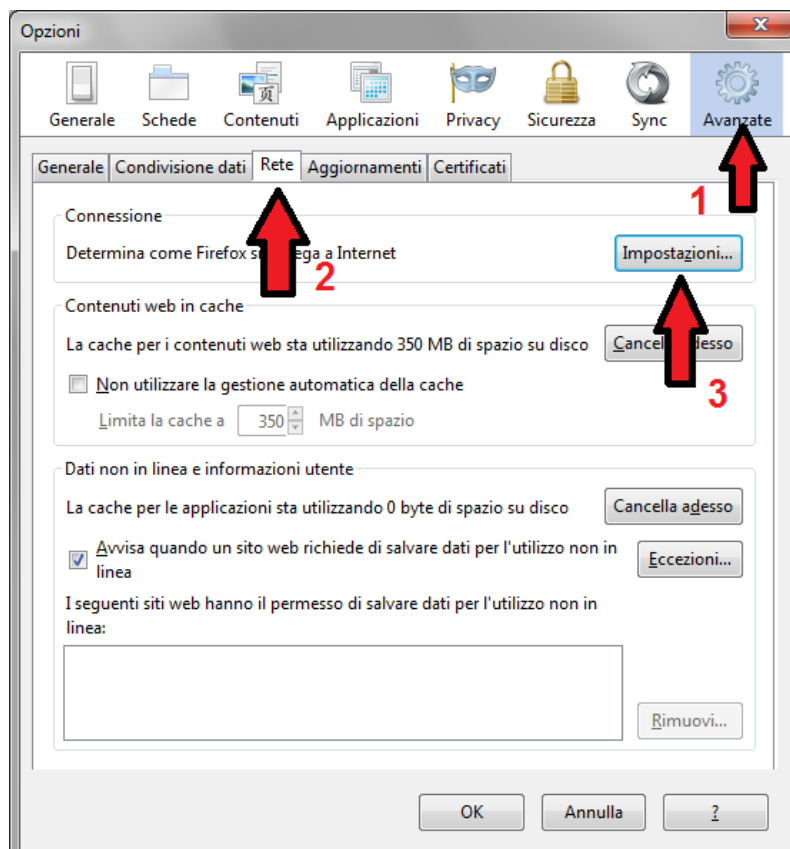 Opzioni
Generale Schede Contenuti Applicazioni Privacy Sicurezza Sync Avanzate
Generale Condivisione dati Rete Aggiornamenti Certificati
1
Connessione
Determina come Firefox si ega a Internet Impostazioni...
2
Contenuti web in cache
La cache per i contenuti web sta utilizzando 350 MB di spazio su disco Cancella adesso
Non utilizzare la gestione automatica della cache
3
Limita la cache a 350 MB di spazio
Dati non in linea e informazioni utente
La cache per le applicazioni sta utilizzando 0 byte di spazio su disco Cancella adesso
Avvisa quando un sito web richiede di salvare dati per l'utilizzo non in
linea
Eccezioni...
I seguenti siti web hanno il permesso di salvare dati per l'utilizzo non in
linea:
Rimuovi...
OK Annulla ?